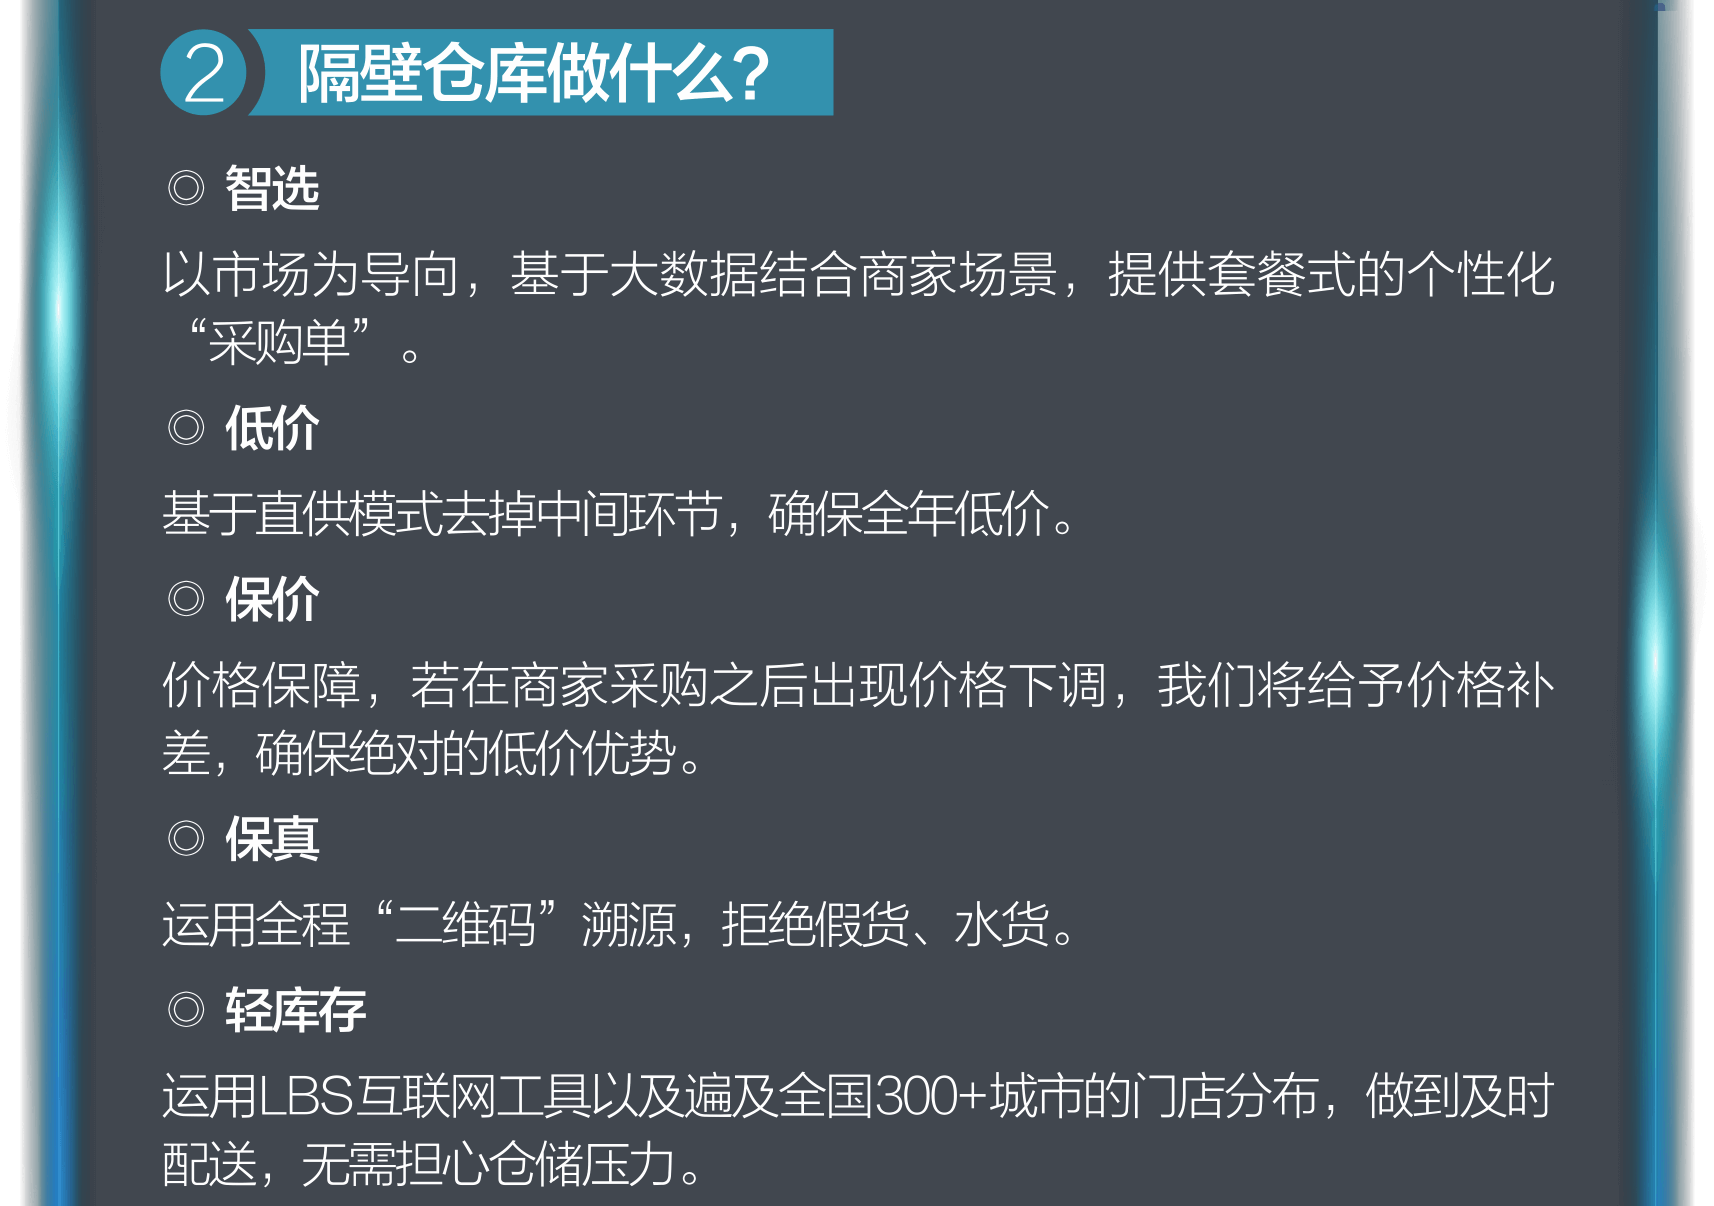 2 隔壁仓库做什么?
◎ 智选
以市场为导向，基于大数据结合商家场景，提供套餐式的个性化
“采购单”。
◎ 低价
基于直供模式去掉中间环节，确保全年低价。
◎ 保价
价格保障，若在商家采购之后出现价格下调，我们将给予价格补
差，确保绝对的低价优势。
◎ 保真
运用全程“二维码”溯源，拒绝假货、水货。
◎ 轻库存
运用LBS互联网工具以及遍及全国300+城市的门店分布，做到及时
配送，无需担心仓储压力。